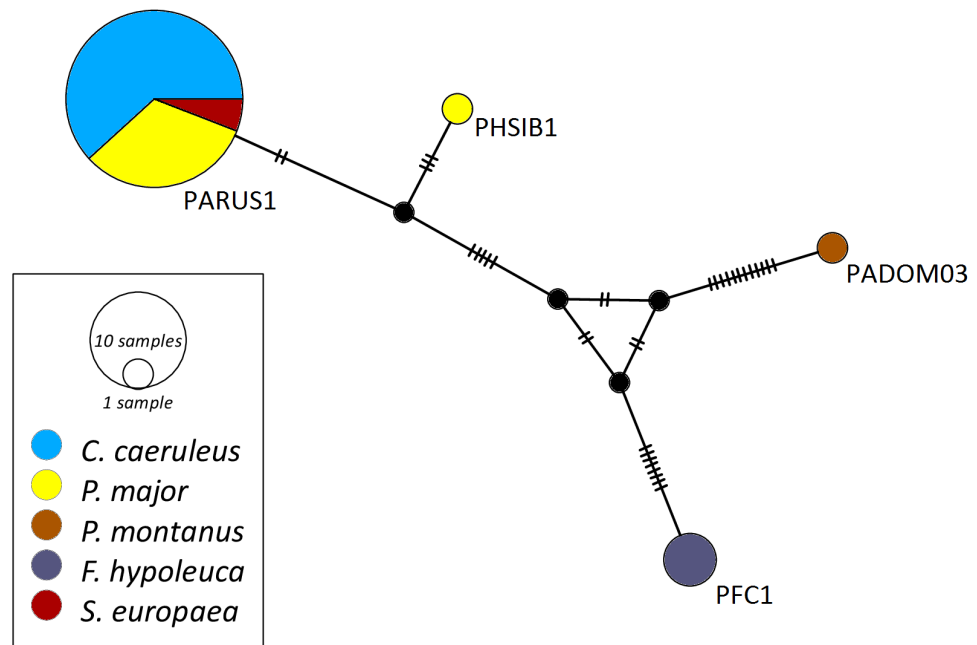 PHSIB1
PARUS1
PADOM03
10 samples
1 sample
C. caeruleus
P. major
P. montanus
F. hypoleuca
S. europaea
PFC1